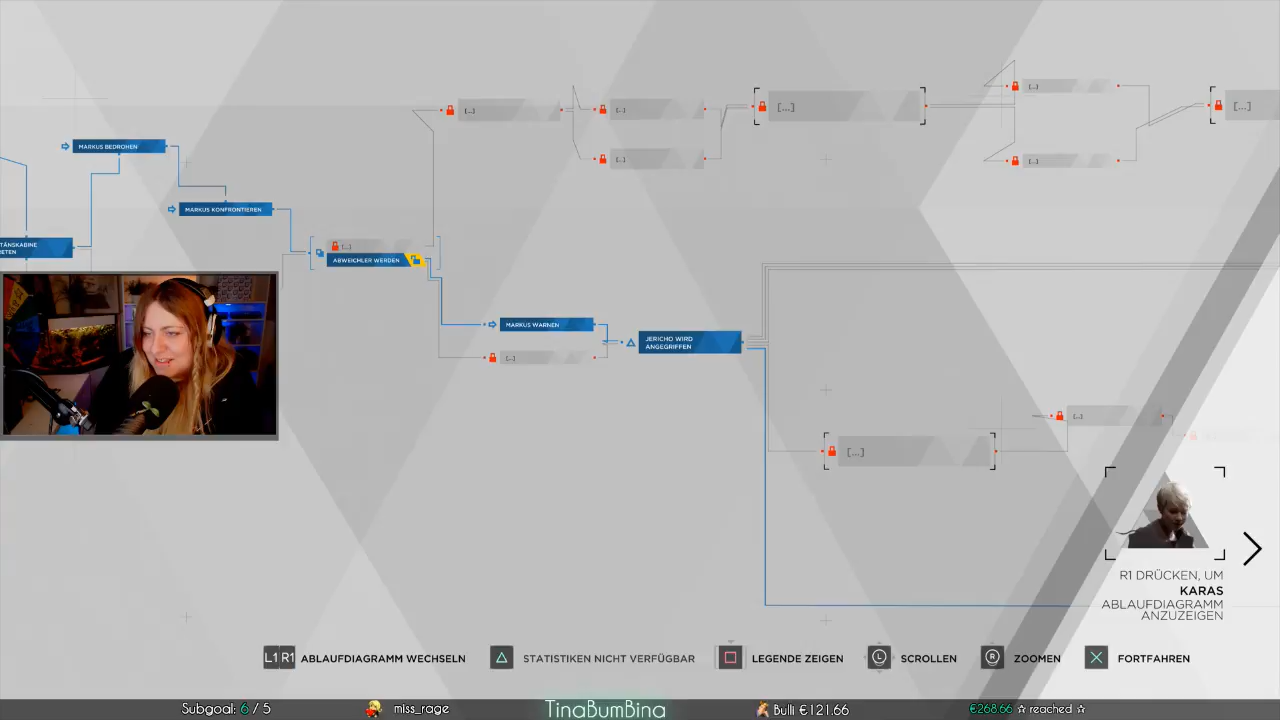 [...]
[...]
[...]
[...]
[...]
[...]
MARKUS BEDROHEN
MARKUS KONFRONTIEREN
[...]
ABWEICHLER WERDEN
MARKUS WARNEN
[...]
JERICHO WIRD
ANGEGRIFFEN
[...]
[...]
R1 DRÜCKEN, UM
KARAS
ABLAUFDIAGRAMM
ANZUZEIGEN
L1 R1 ABLAUFDIAGRAMM WECHSELN
STATISTIKEN NICHT VERFÜGBAR
LEGENDE ZEIGEN
L SCROLLEN
R ZOOMEN
FORTFAHREN
Subgoal: 6 / 5
m1ss_rage
TinaBumBina
Bulli €121.66
€268.66 ☆ reached ☆